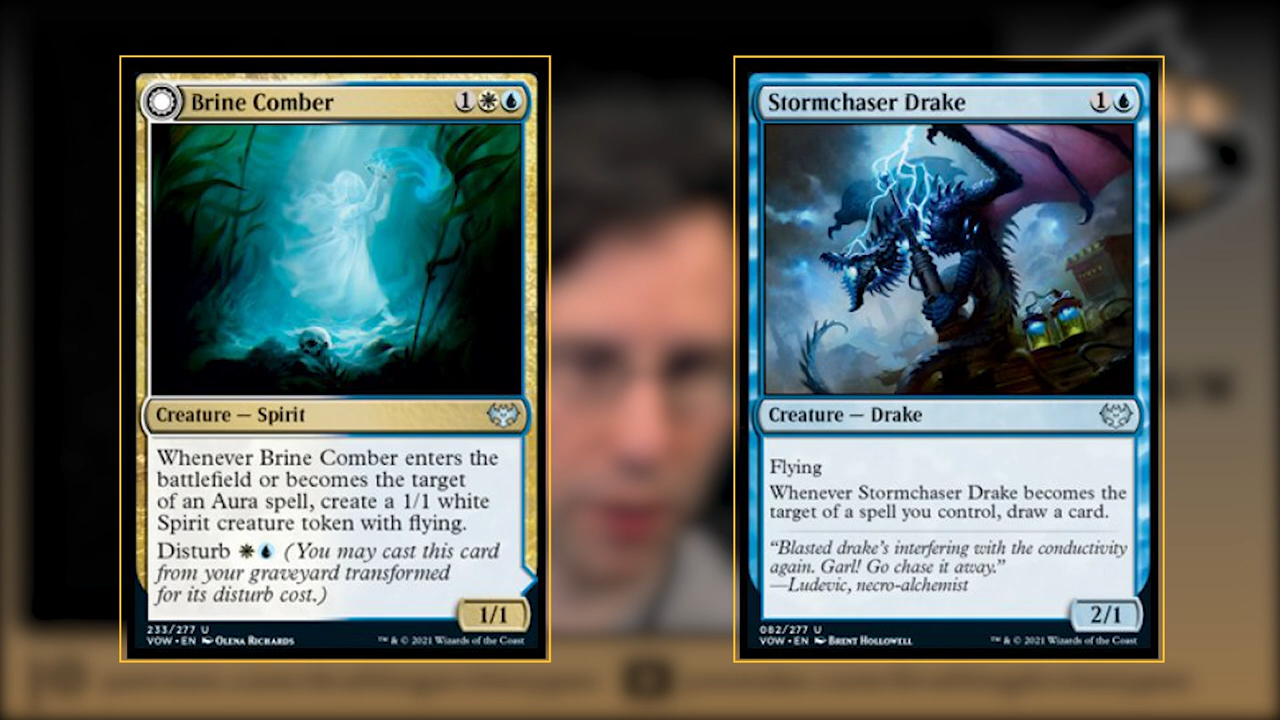 Brine Comber 1
Creature — Spirit
Whenever Brine Comber enters the
battlefield or becomes the target
of an Aura spell, create a 1/1 white
Spirit creature token with flying.
Disturb (You may cast this card
from your graveyard transformed
for its disturb cost.)
1/1
233/277 U
VOW • EN Olena Richards
™ & © 2021 Wizards of the Coast
Stormchaser Drake 1
Creature — Drake
Flying
Whenever Stormchaser Drake becomes the
target of a spell you control, draw a card.
“Blasted drake’s interfering with the conductivity
again. Garl! Go chase it away.”
—Ludevic, necro-alchemist
2/1
082/277 U
VOW • EN Brent Hollowell
™ & © 2021 Wizards of the Coast